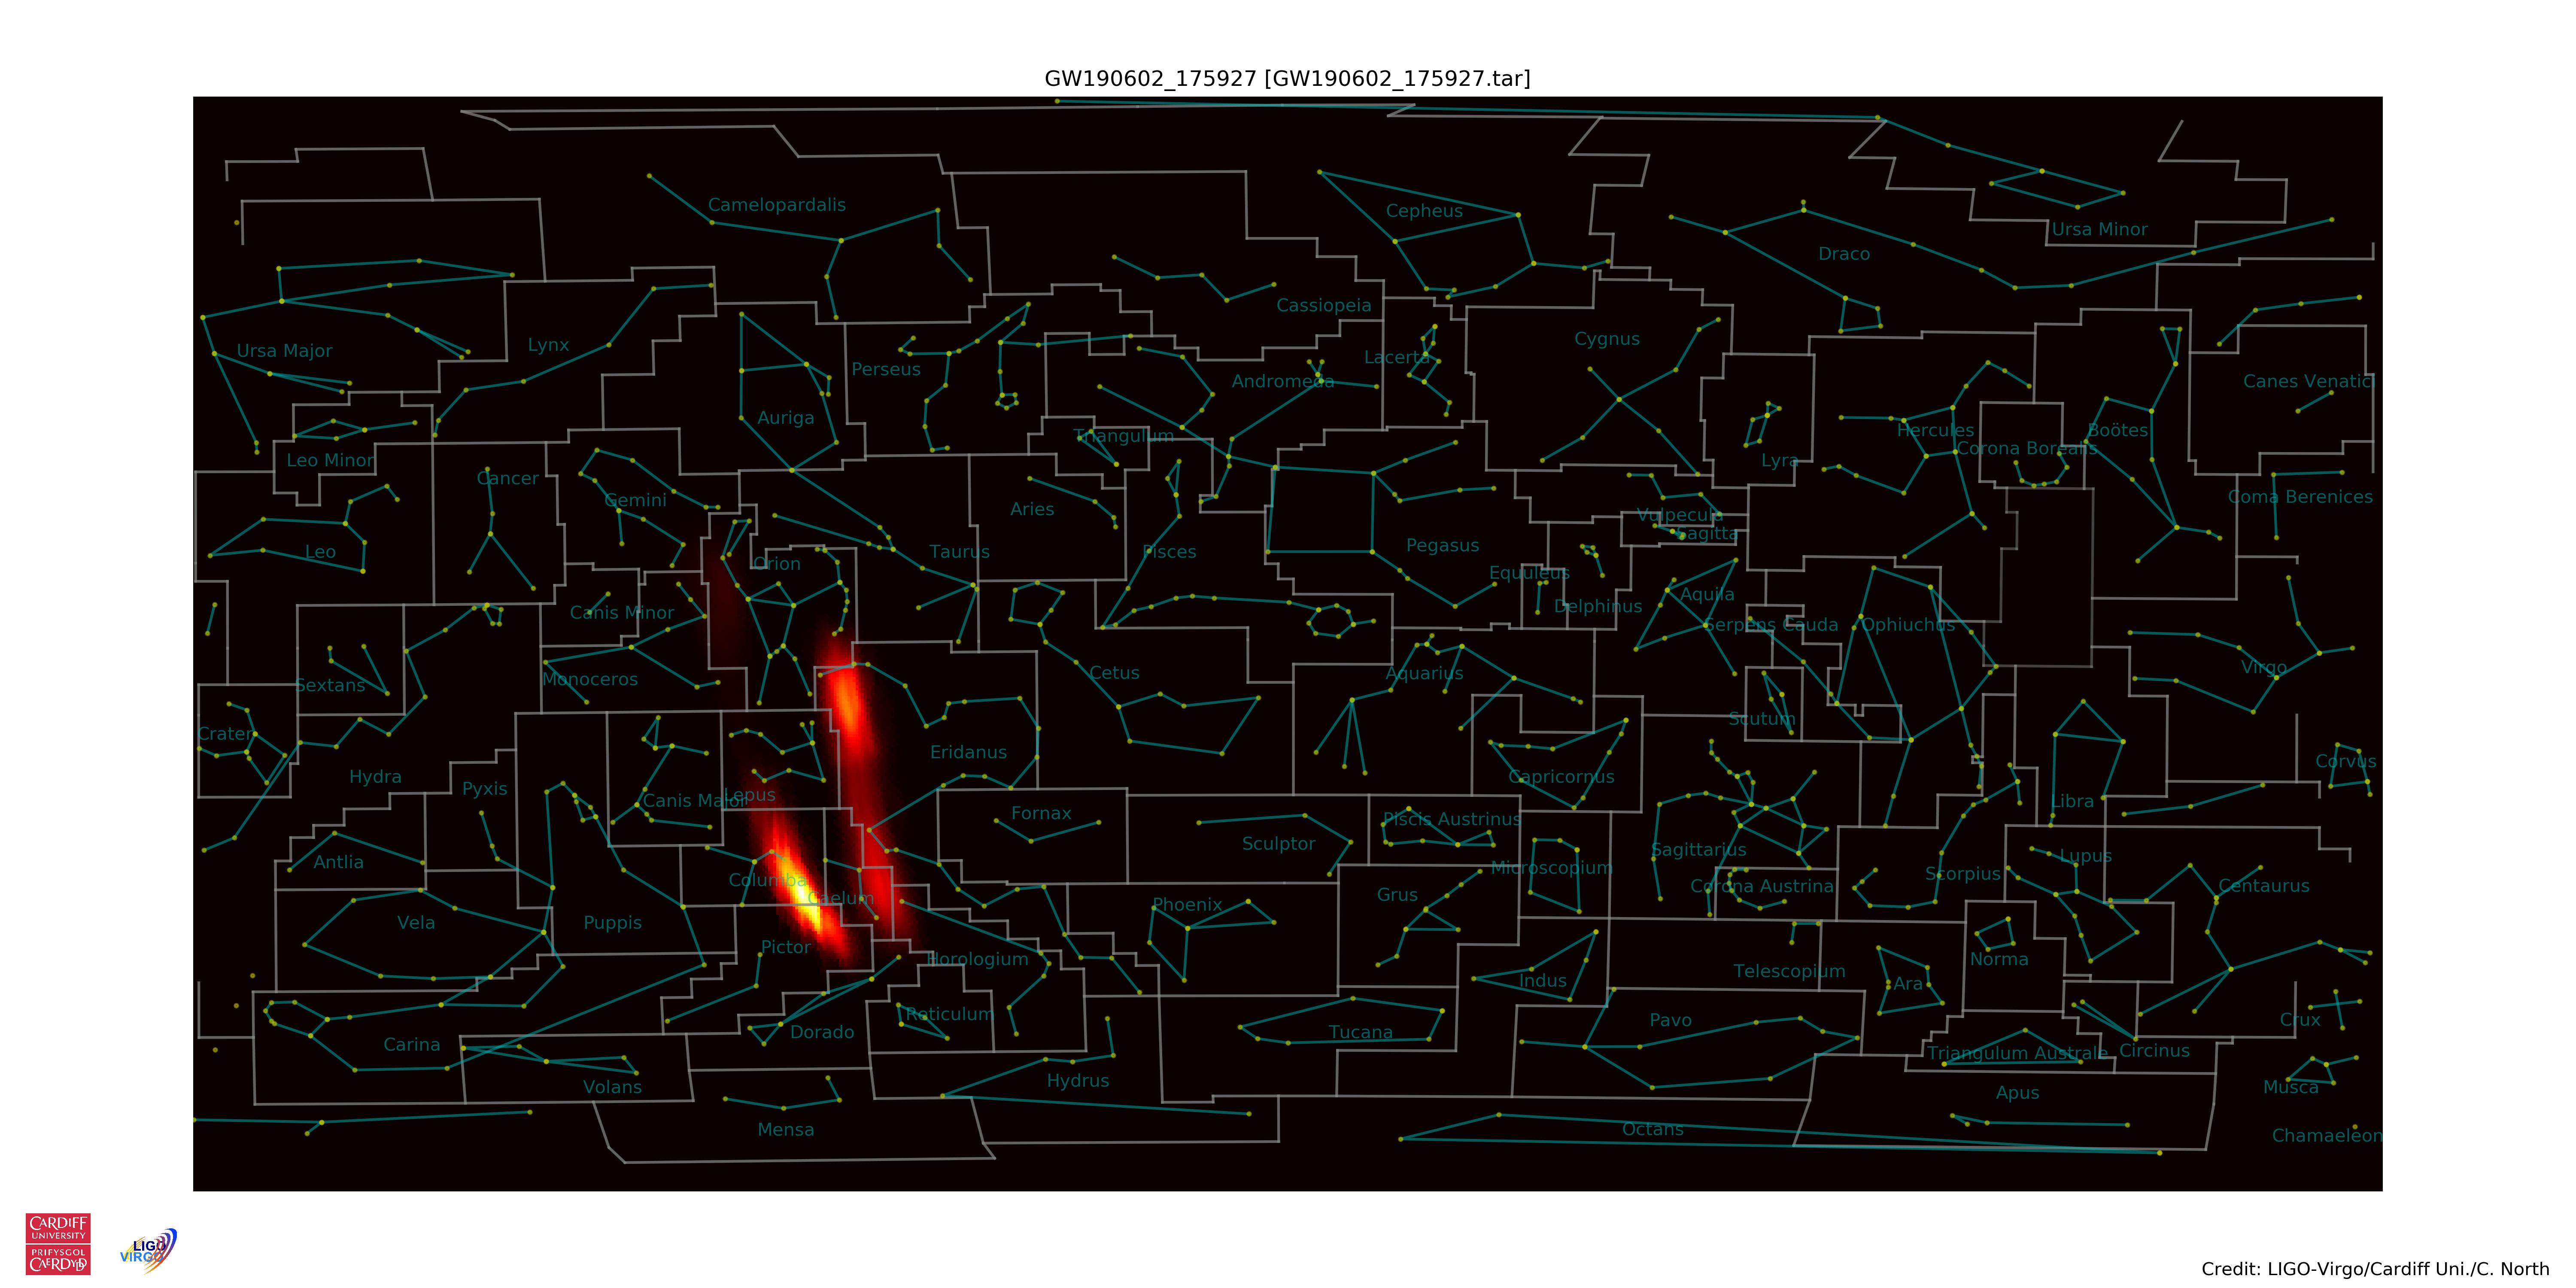 GW190602_175927 [GW190602_175927.tar]
Camelopardalis
Cepheus
Ursa Minor
Draco
Cassiopeia
Ursa Major
Lynx
Cygnus
Lacerta
Perseus
Andromeda
Canes Venatici
Auriga
Triangulum
Hercules
Boötes
Corona Borealis
Leo Minor
Lyra
Cancer
Gemini
Coma Berenices
Aries
Vulpecula
Sagitta
Leo
Orion
Taurus
Pisces
Pegasus
Equuleus
Canis Minor
Delphinus
Aquila
Serpens Cauda
Ophiuchus
Sextans
Monoceros
Cetus
Aquarius
Virgo
Crater
Scutum
Hydra
Eridanus
Capricornus
Corvus
Pyxis
Canis Major
Lepus
Libra
Fornax
Piscis Austrinus
Antlia
Sculptor
Sagittarius
Lupus
Microscopium
Columba
Caelum
Grus
Corona Austrina
Scorpius
Centaurus
Phoenix
Vela
Puppis
Pictor
Horologium
Indus
Telescopium
Norma
Ara
Reticulum
Carina
Dorado
Tucana
Pavo
Crux
Triangulum Australe
Circinus
Volans
Hydrus
Apus
Musca
Mensa
Octans
Chamaeleon
CARDIFF
UNIVERSITY
PRIFYSGOL
CAERDYDD
LIGO
VIRGO
Credit: LIGO-Virgo/Cardiff Uni./C. North